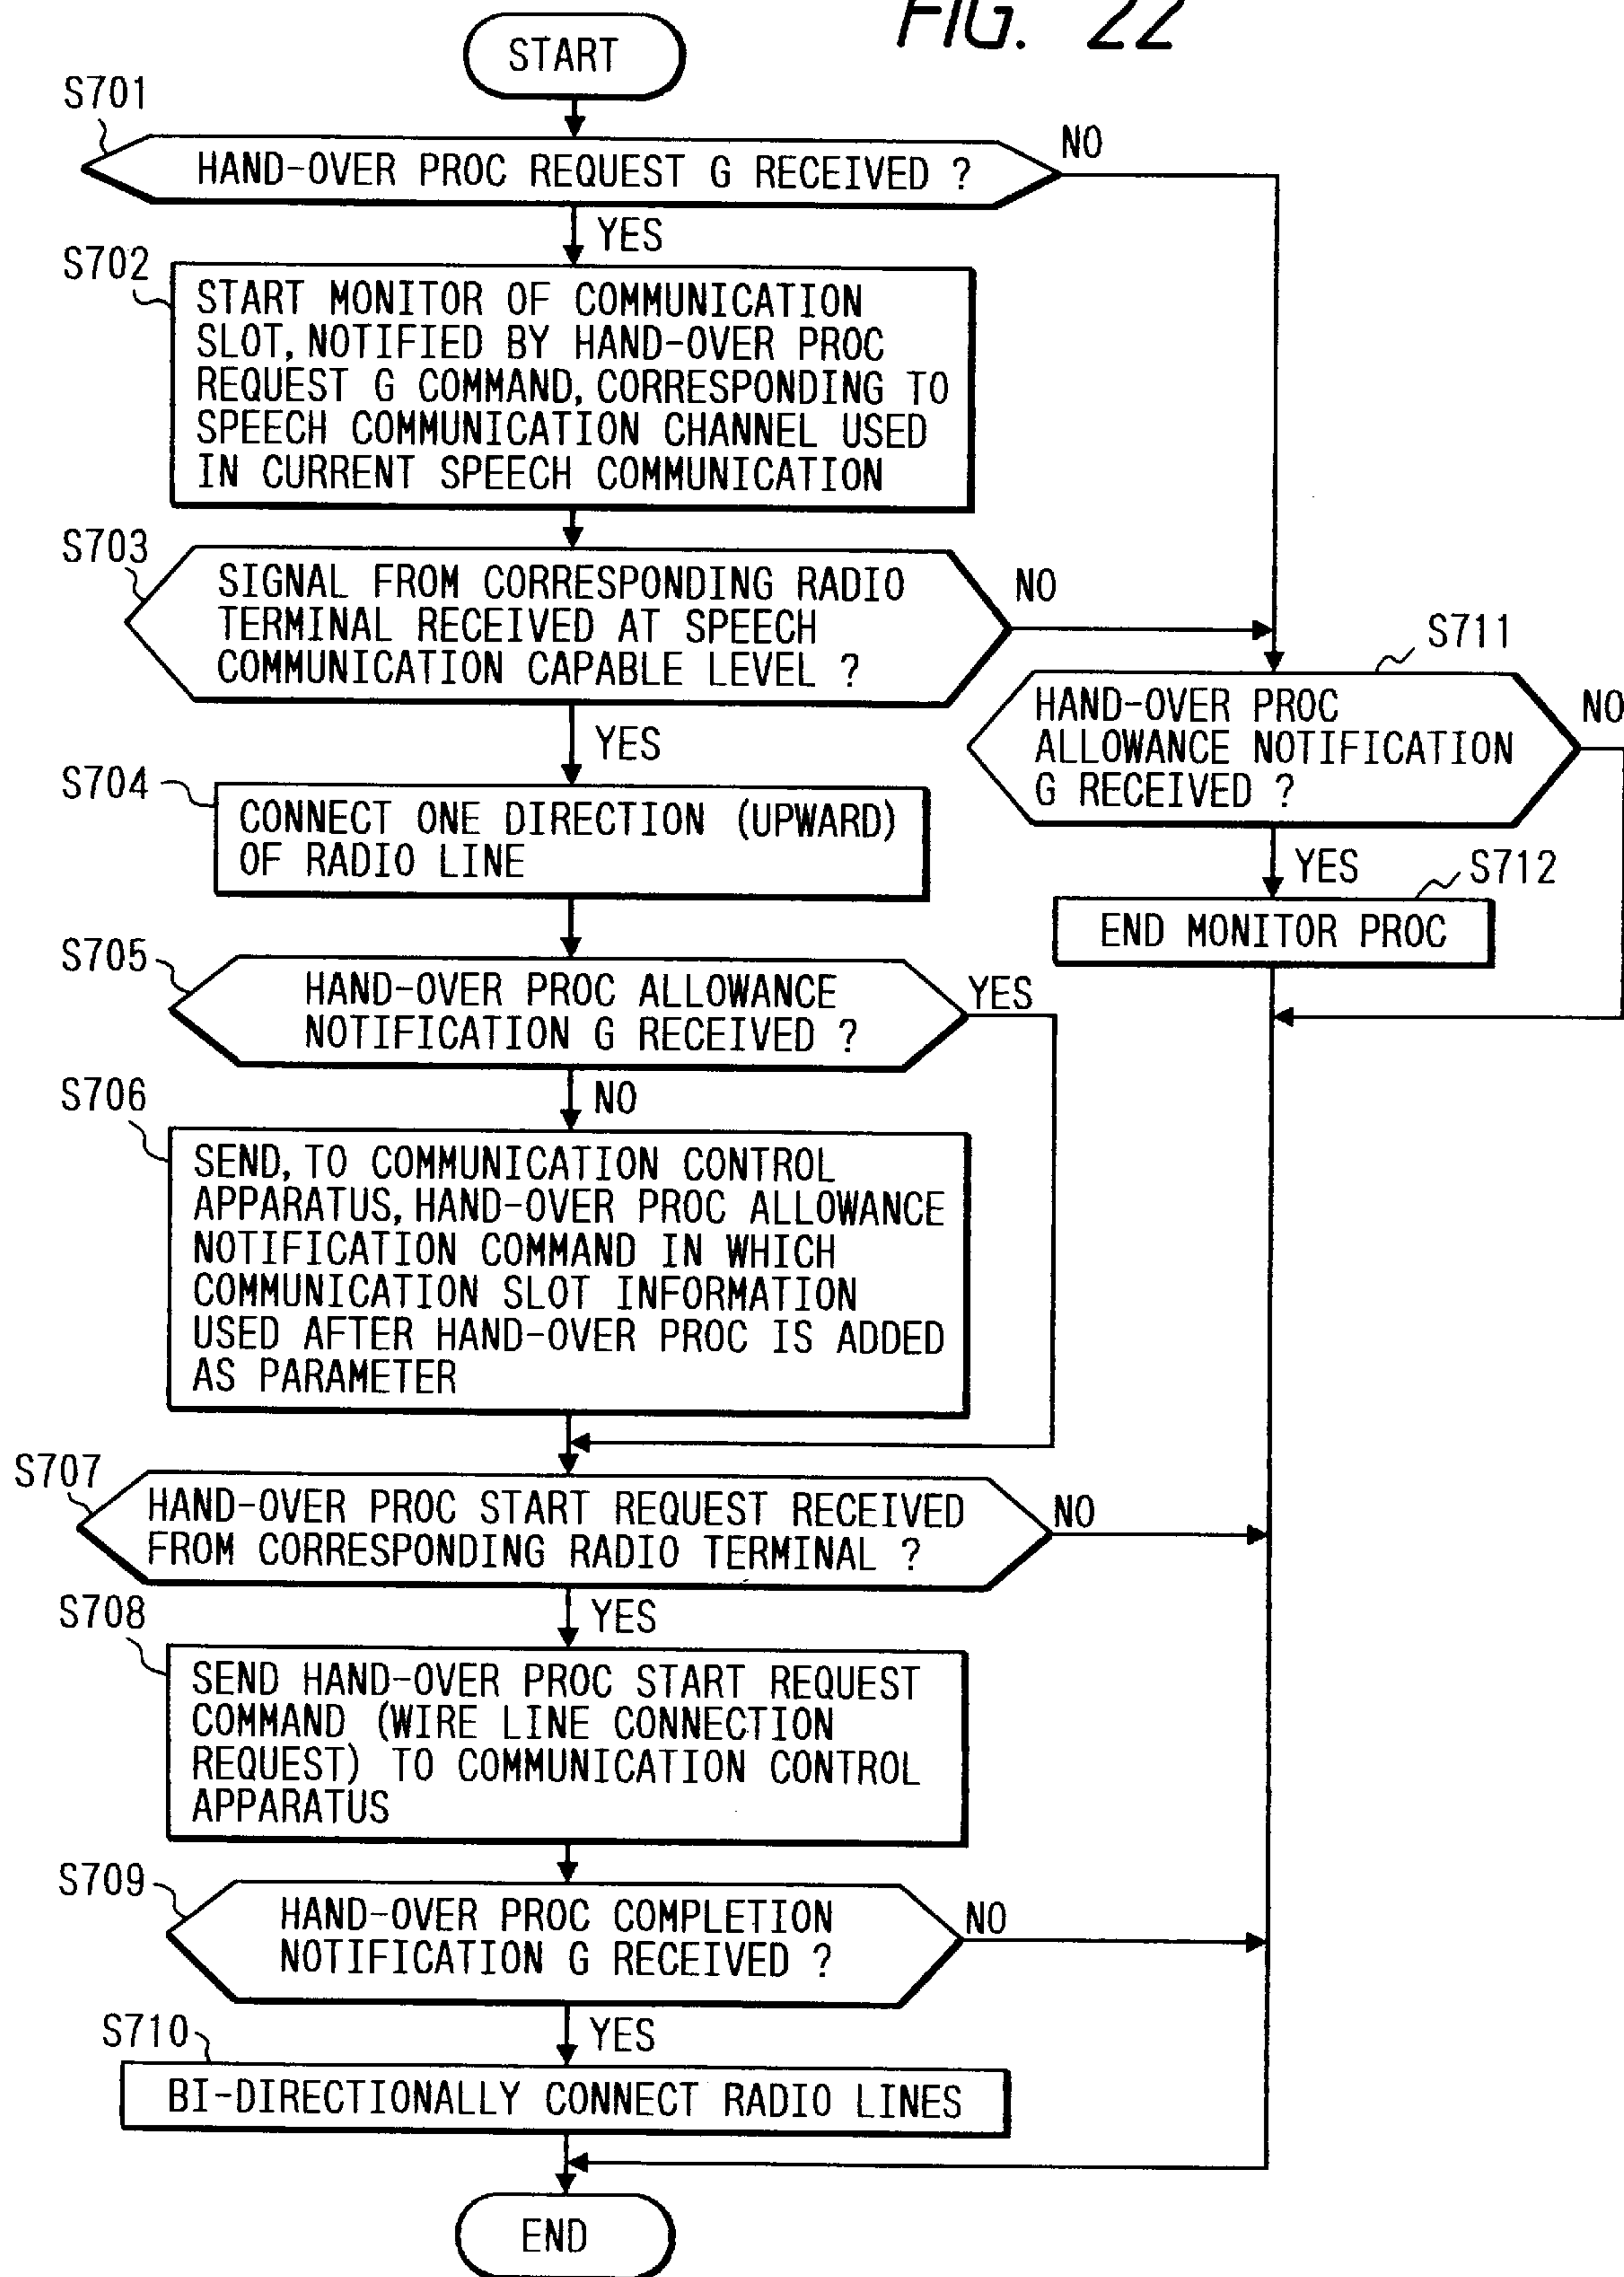 FIG. 22
START
S701
HAND-OVER PROC REQUEST G RECEIVED ?
NO
YES
S702
START MONITOR OF COMMUNICATION
SLOT, NOTIFIED BY HAND-OVER PROC
REQUEST G COMMAND, CORRESPONDING TO
SPEECH COMMUNICATION CHANNEL USED
IN CURRENT SPEECH COMMUNICATION
S703
SIGNAL FROM CORRESPONDING RADIO
TERMINAL RECEIVED AT SPEECH
COMMUNICATION CAPABLE LEVEL ?
NO
YES
S711
HAND-OVER PROC
ALLOWANCE NOTIFICATION
G RECEIVED ?
NO
YES
S712
END MONITOR PROC
S704
CONNECT ONE DIRECTION (UPWARD)
OF RADIO LINE
S705
HAND-OVER PROC ALLOWANCE
NOTIFICATION G RECEIVED ?
YES
NO
S706
SEND, TO COMMUNICATION CONTROL
APPARATUS, HAND-OVER PROC ALLOWANCE
NOTIFICATION COMMAND IN WHICH
COMMUNICATION SLOT INFORMATION
USED AFTER HAND-OVER PROC IS ADDED
AS PARAMETER
S707
HAND-OVER PROC START REQUEST RECEIVED
FROM CORRESPONDING RADIO TERMINAL ?
NO
YES
S708
SEND HAND-OVER PROC START REQUEST
COMMAND (WIRE LINE CONNECTION
REQUEST) TO COMMUNICATION CONTROL
APPARATUS
S709
HAND-OVER PROC COMPLETION
NOTIFICATION G RECEIVED ?
NO
YES
S710
BI-DIRECTIONALLY CONNECT RADIO LINES
END